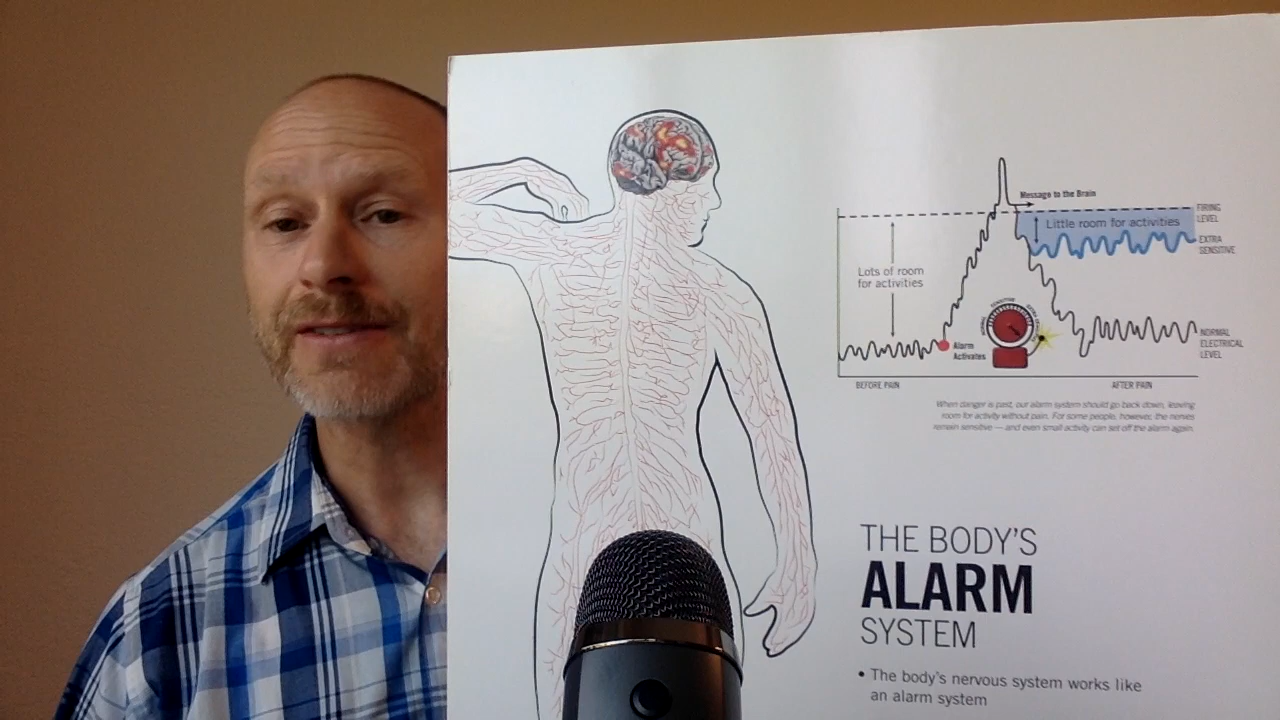 Message to the Brain
FIRING
LEVEL
Little room for activities
EXTRA
SENSITIVE
Lots of room
for activities
SENSITIVE
Alarm
Activates
NORMAL
ELECTRICAL
LEVEL
BEFORE PAIN
AFTER PAIN
When danger is past, our alarm system should go back down, leaving
room for activity without pain. For some people, however, the nerves
remain sensitive — and even small activity can set off the alarm again.
THE BODY'S
ALARM
SYSTEM
• The body's nervous system works like
an alarm system